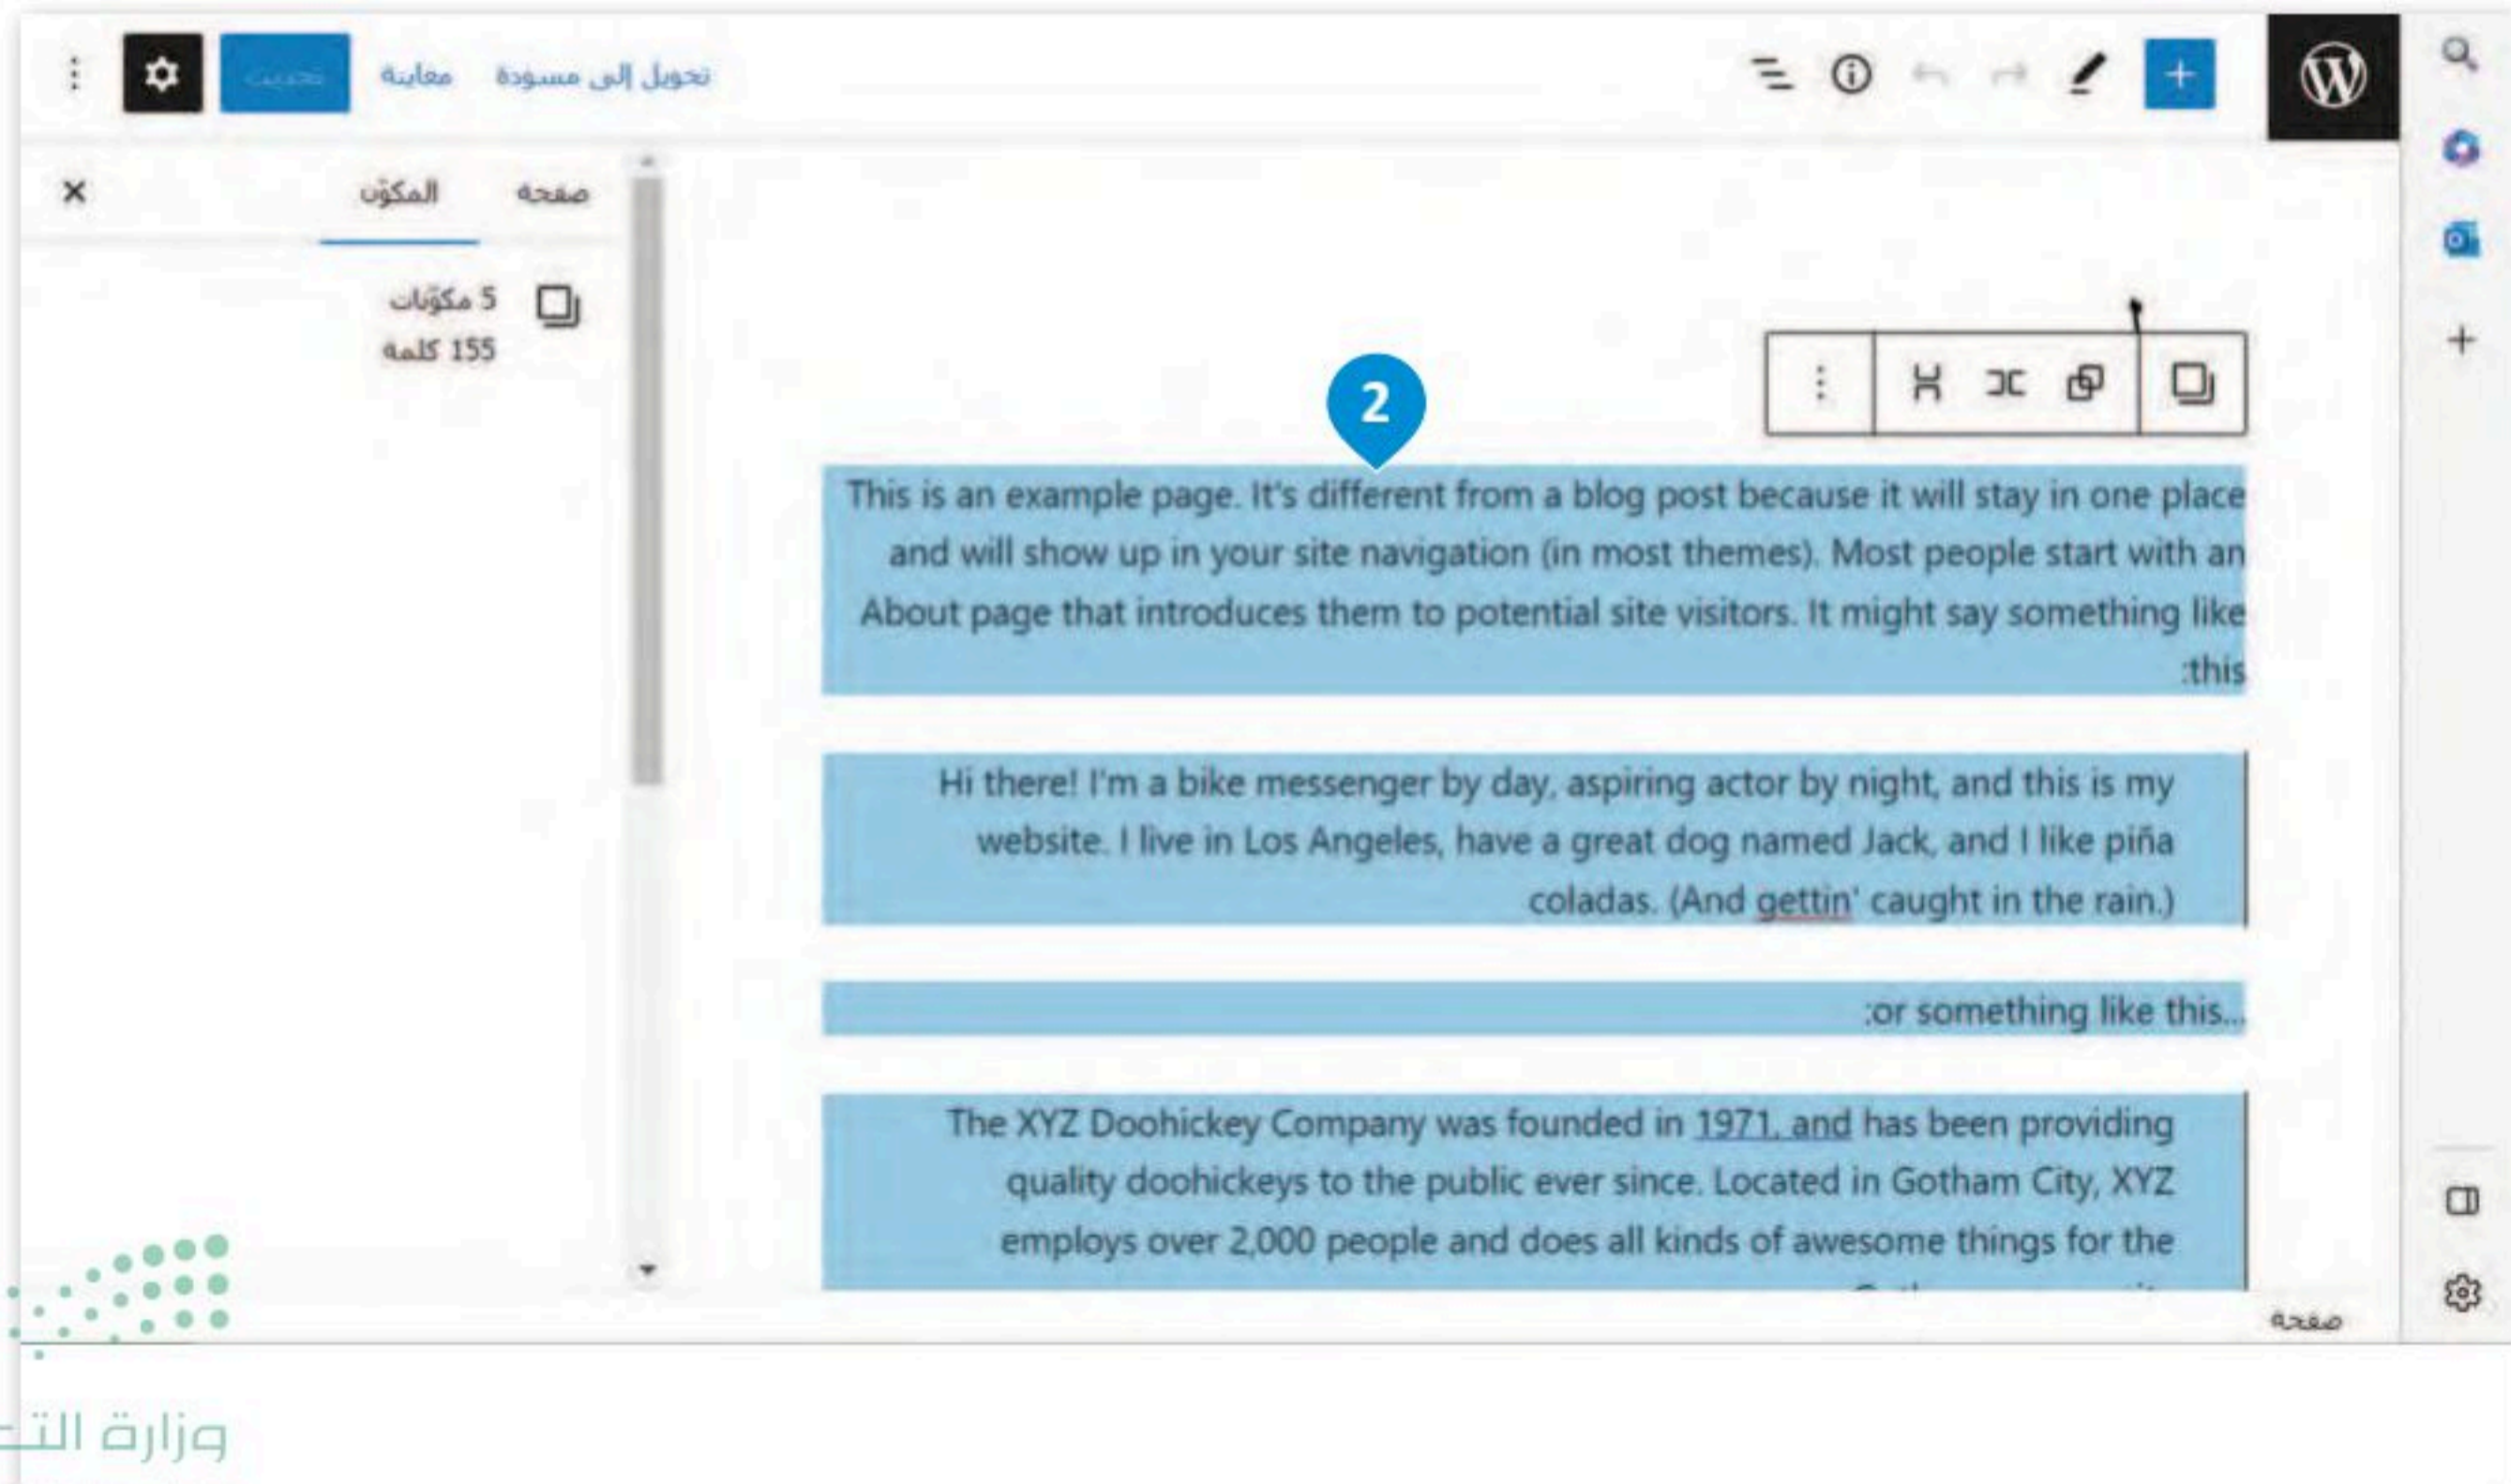 تحويل إلى مسودة
معاينة
تحديث
صفحة
المكوّن
5 مكوّنات
155 كلمة
2
This is an example page. It's different from a blog post because it will stay in one place
and will show up in your site navigation (in most themes). Most people start with an
About page that introduces them to potential site visitors. It might say something like
:this
Hi there! I'm a bike messenger by day, aspiring actor by night, and this is my
website. I live in Los Angeles, have a great dog named Jack, and I like piña
coladas. (And gettin' caught in the rain.)
:or something like this...
The XYZ Doohickey Company was founded in 1971, and has been providing
quality doohickeys to the public ever since. Located in Gotham City, XYZ
employs over 2,000 people and does all kinds of awesome things for the
صفحة
وزارة